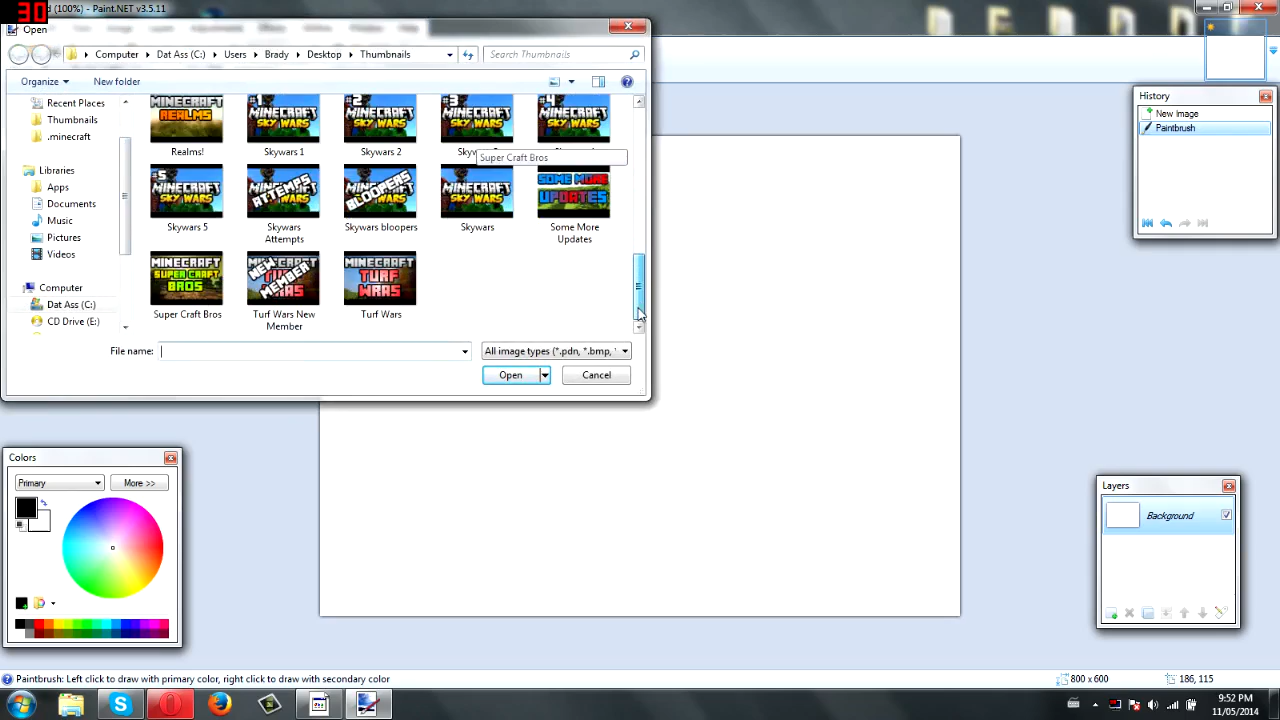 30
d (100%) - Paint.NET v3.5.11
Open
Computer Dat Ass (C:) Users Brady Desktop Thumbnails
Search Thumbnails
Organize
New folder
Recent Places
Thumbnails
.minecraft
Libraries
Apps
Documents
Music
Pictures
Videos
Computer
Dat Ass (C:)
CD Drive (E:)
MINECRAFT REALMS
#1 MINECRAFT SKY WARS
#2 MINECRAFT SKY WARS
#3 MINECRAFT SKY WARS
#4 MINECRAFT
Realms!
Skywars 1
Skywars 2
Skyw
Super Craft Bros
#5 MINECRAFT SKY WARS
MINECRAFT ATTEMPS
MINECRAFT BLOOPERS
MINECRAFT SKY WARS
SOME MORE UPDATES
Skywars 5
Skywars Attempts
Skywars bloopers
Skywars
Some More Updates
MINECRAFT SUPER CRAFT BROS
MINECRAFT NEW MEMBER
MINECRAFT TURF WRAS
Super Craft Bros
Turf Wars New Member
Turf Wars
File name:
All image types (*.pdn, *.bmp, *
Open
Cancel
History
New Image
Paintbrush
Colors
Primary
More >>
Layers
Background
Paintbrush: Left click to draw with primary color, right click to draw with secondary color
800 x 600
186, 115
9:52 PM
11/05/2014